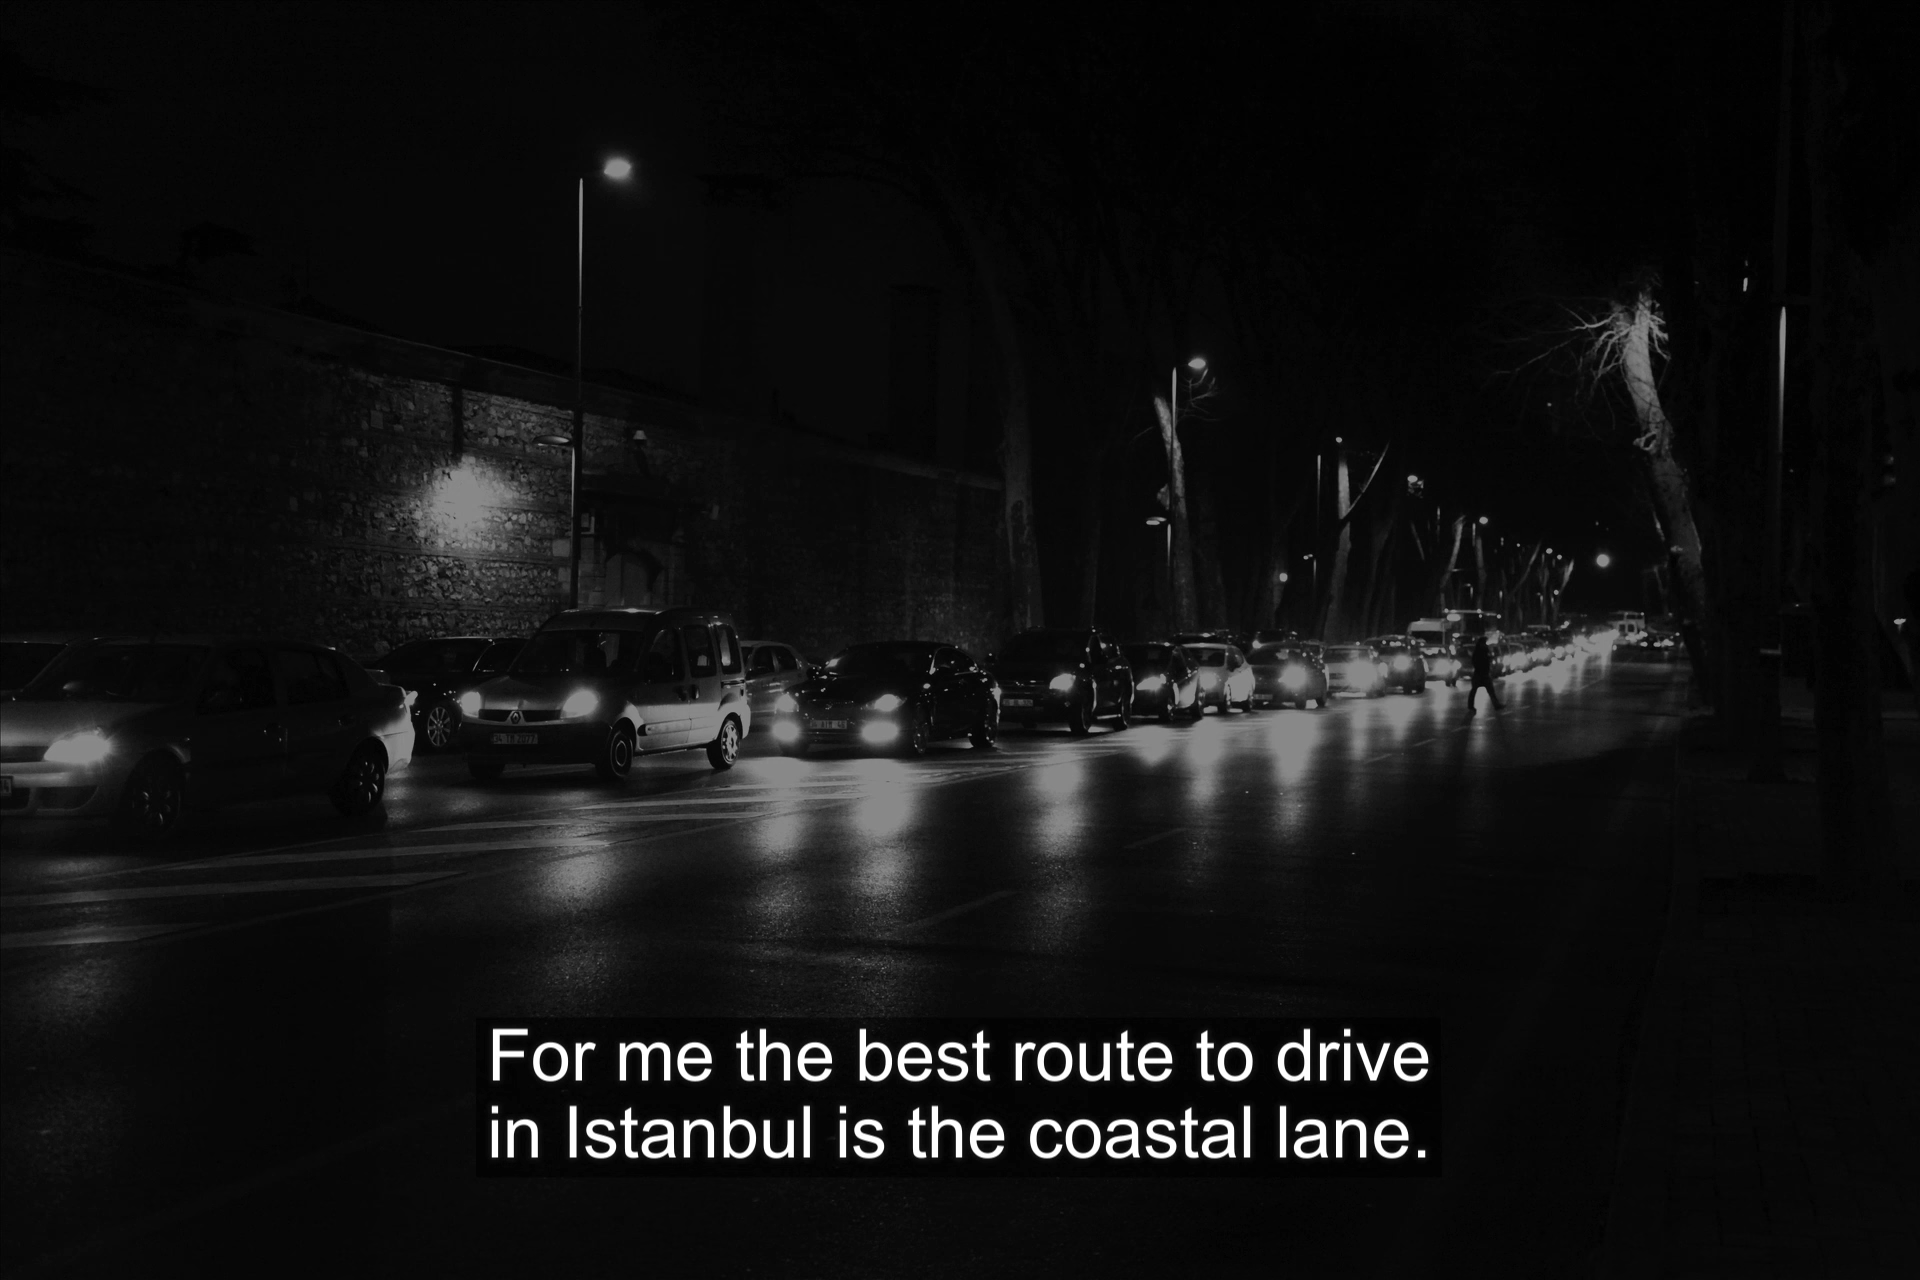 For me the best route to drive
in Istanbul is the coastal lane.